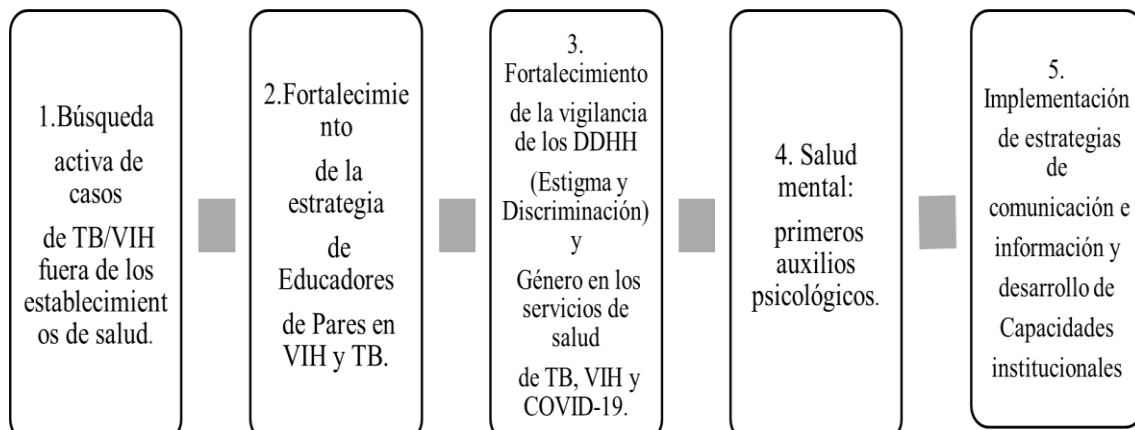 1.Búsqueda
activa de
casos
de TB/VIH
fuera de los
establecimient
os de salud.
2.Fortalecimie
nto
de la
estrategia
de
Educadores
de Pares en
VIH y TB.
3.
Fortalecimiento
de la vigilancia
de los DDHH
(Estigma y
Discriminación)
y
Género en los
servicios de
salud
de TB, VIH y
COVID-19.
4. Salud
mental:
primeros
auxilios
psicológicos.
5.
Implementación
de estrategias
de
comunicación e
información y
desarrollo de
Capacidades
institucionales